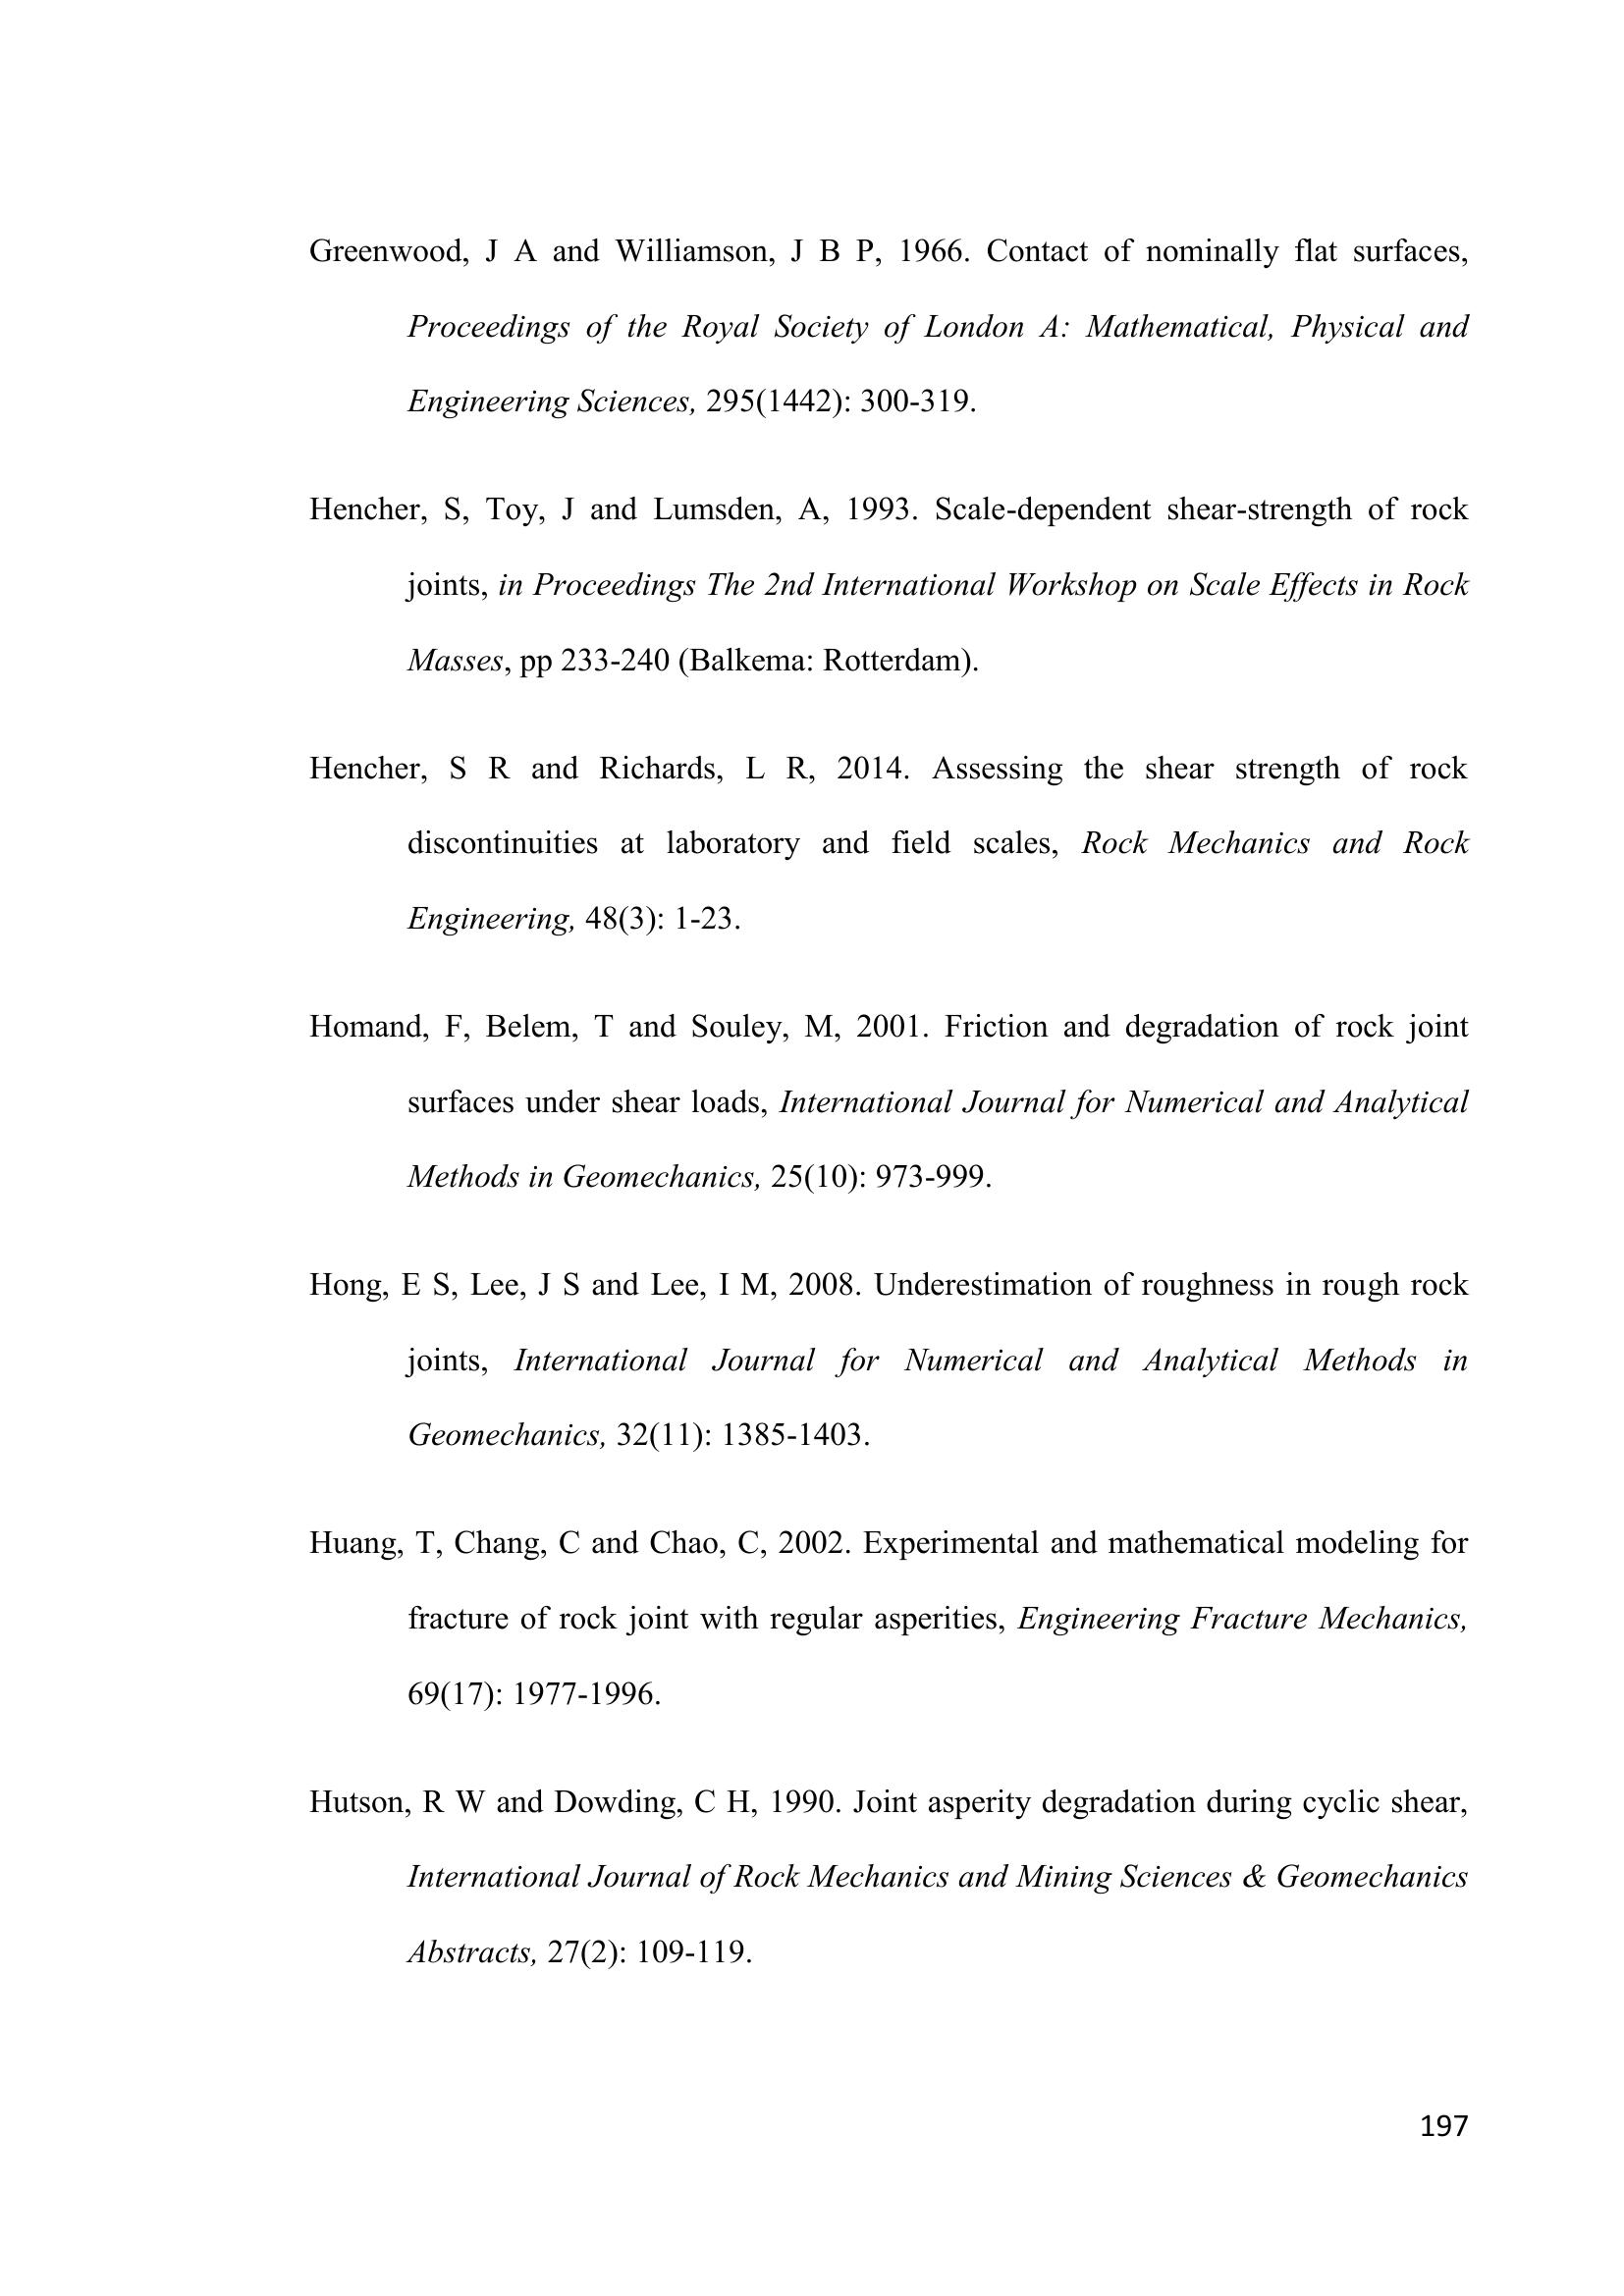 Greenwood, J A and Williamson, J B P, 1966. Contact of nominally flat surfaces,
Proceedings of the Royal Society of London A: Mathematical, Physical and
Engineering Sciences, 295(1442): 300-319.
Hencher, S, Toy, J and Lumsden, A, 1993. Scale-dependent shear-strength of rock
joints, in Proceedings The 2nd International Workshop on Scale Effects in Rock
Masses, pp 233-240 (Balkema: Rotterdam).
Hencher, S R and Richards, L R, 2014. Assessing the shear strength of rock
discontinuities at laboratory and field scales, Rock Mechanics and Rock
Engineering, 48(3): 1-23.
Homand, F, Belem, T and Souley, M, 2001. Friction and degradation of rock joint
surfaces under shear loads, International Journal for Numerical and Analytical
Methods in Geomechanics, 25(10): 973-999.
Hong, E S, Lee, J S and Lee, I M, 2008. Underestimation of roughness in rough rock
joints, International Journal for Numerical and Analytical Methods in
Geomechanics, 32(11): 1385-1403.
Huang, T, Chang, C and Chao, C, 2002. Experimental and mathematical modeling for
fracture of rock joint with regular asperities, Engineering Fracture Mechanics,
69(17): 1977-1996.
Hutson, R W and Dowding, C H, 1990. Joint asperity degradation during cyclic shear,
International Journal of Rock Mechanics and Mining Sciences & Geomechanics
Abstracts, 27(2): 109-119.
197